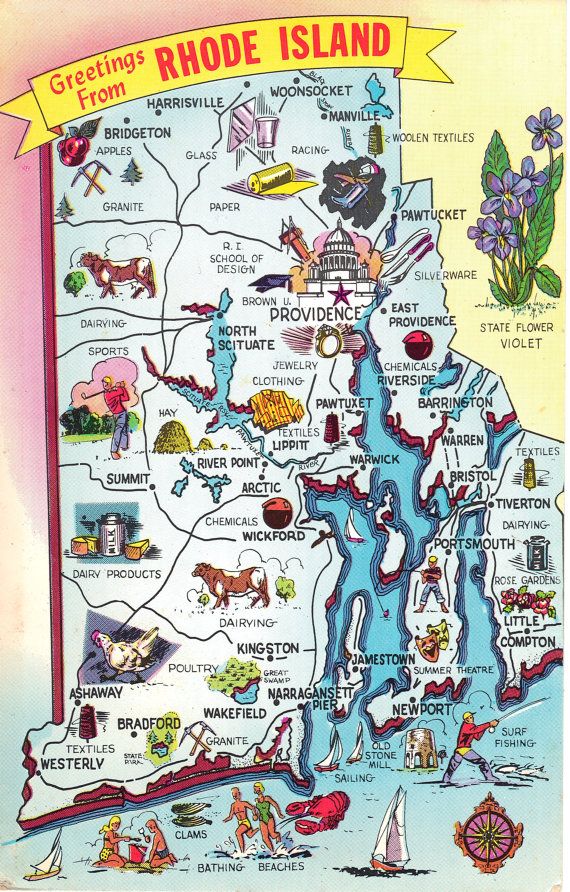 Greetings
From
RHODE ISLAND
WOONSOCKET
HARRISVILLE
MANVILLE
BRIDGETON
APPLES
GLASS
RACING
WOOLEN TEXTILES
GRANITE
PAPER
PAWTUCKET
R. I.
SCHOOL OF
DESIGN
SILVERWARE
BROWN U.
PROVIDENCE
EAST
PROVIDENCE
STATE FLOWER
VIOLET
DAIRYING
NORTH
SCITUATE
SPORTS
JEWELRY
CHEMICALS
RIVERSIDE
CLOTHING
PAWTUXET
BARRINGTON
HAY
TEXTILES
LIPPITT
WARREN
RIVER POINT
RIVER
WARWICK
TEXTILES
SUMMIT
ARCTIC
BRISTOL
TIVERTON
CHEMICALS
WICKFORD
DAIRYING
PORTSMOUTH
MILK
DAIRY PRODUCTS
MILK
ROSE GARDENS
DAIRYING
LITTLE
COMPTON
KINGSTON
JAMESTOWN
POULTRY
GREAT
SWAMP
SUMMER THEATRE
ASHAWAY
NARRAGANSETT
PIER
WAKEFIELD
NEWPORT
BRADFORD
SURF
FISHING
TEXTILES
STATE
PARK
GRANITE
OLD
STONE
MILL
WESTERLY
SAILING
CLAMS
BATHING BEACHES